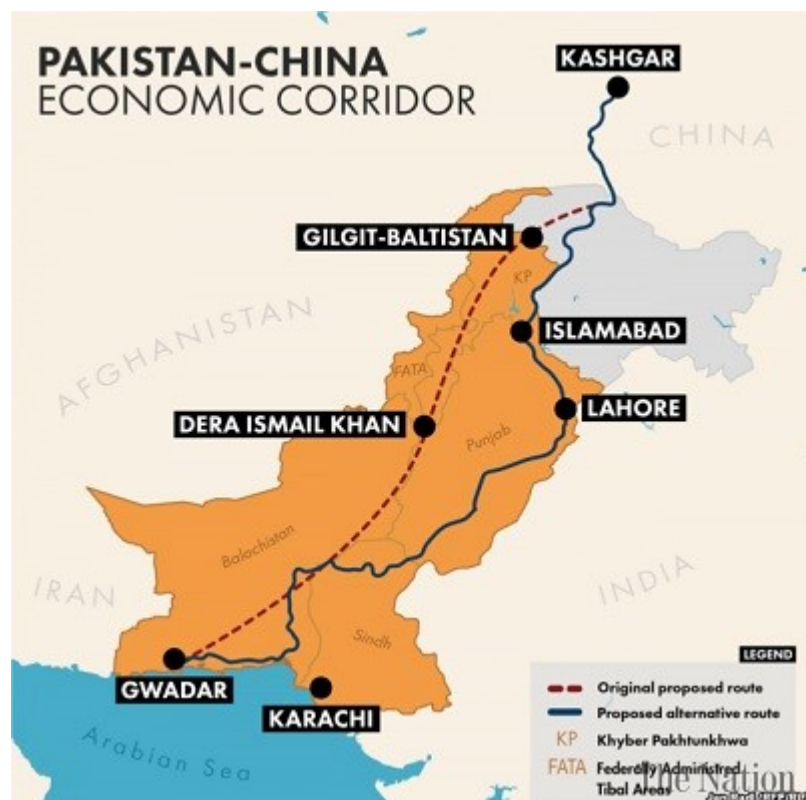 PAKISTAN-CHINA
ECONOMIC CORRIDOR
KASHGAR
CHINA
GILGIT-BALTISTAN
KP
ISLAMABAD
AFGHANISTAN
FATA
LAHORE
DERA ISMAIL KHAN
Punjab
Balochistan
IRAN
INDIA
Sindh
GWADAR
KARACHI
Arabian Sea
LEGEND
Original proposed route
Proposed alternative route
KP Khyber Pakhtunkhwa
FATA Federally Administred
Tibal Areas
The Nation